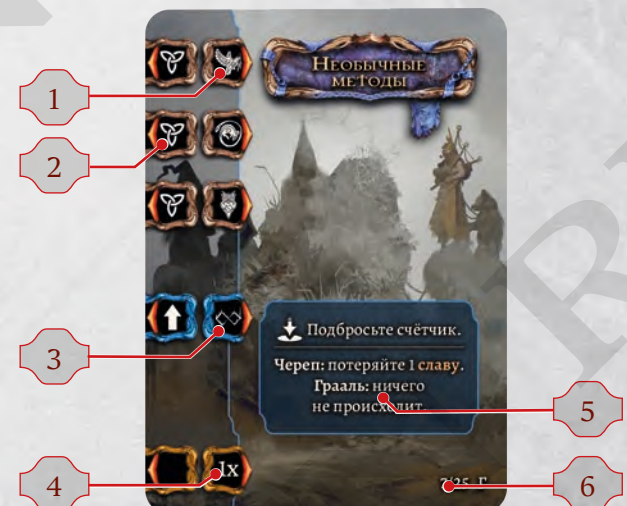 Необычные
методы
1
2
3
Подбросьте счётчик.
Череп: потеряйте 1 славу.
Грааль: ничего
не происходит.
5
4
1x
6